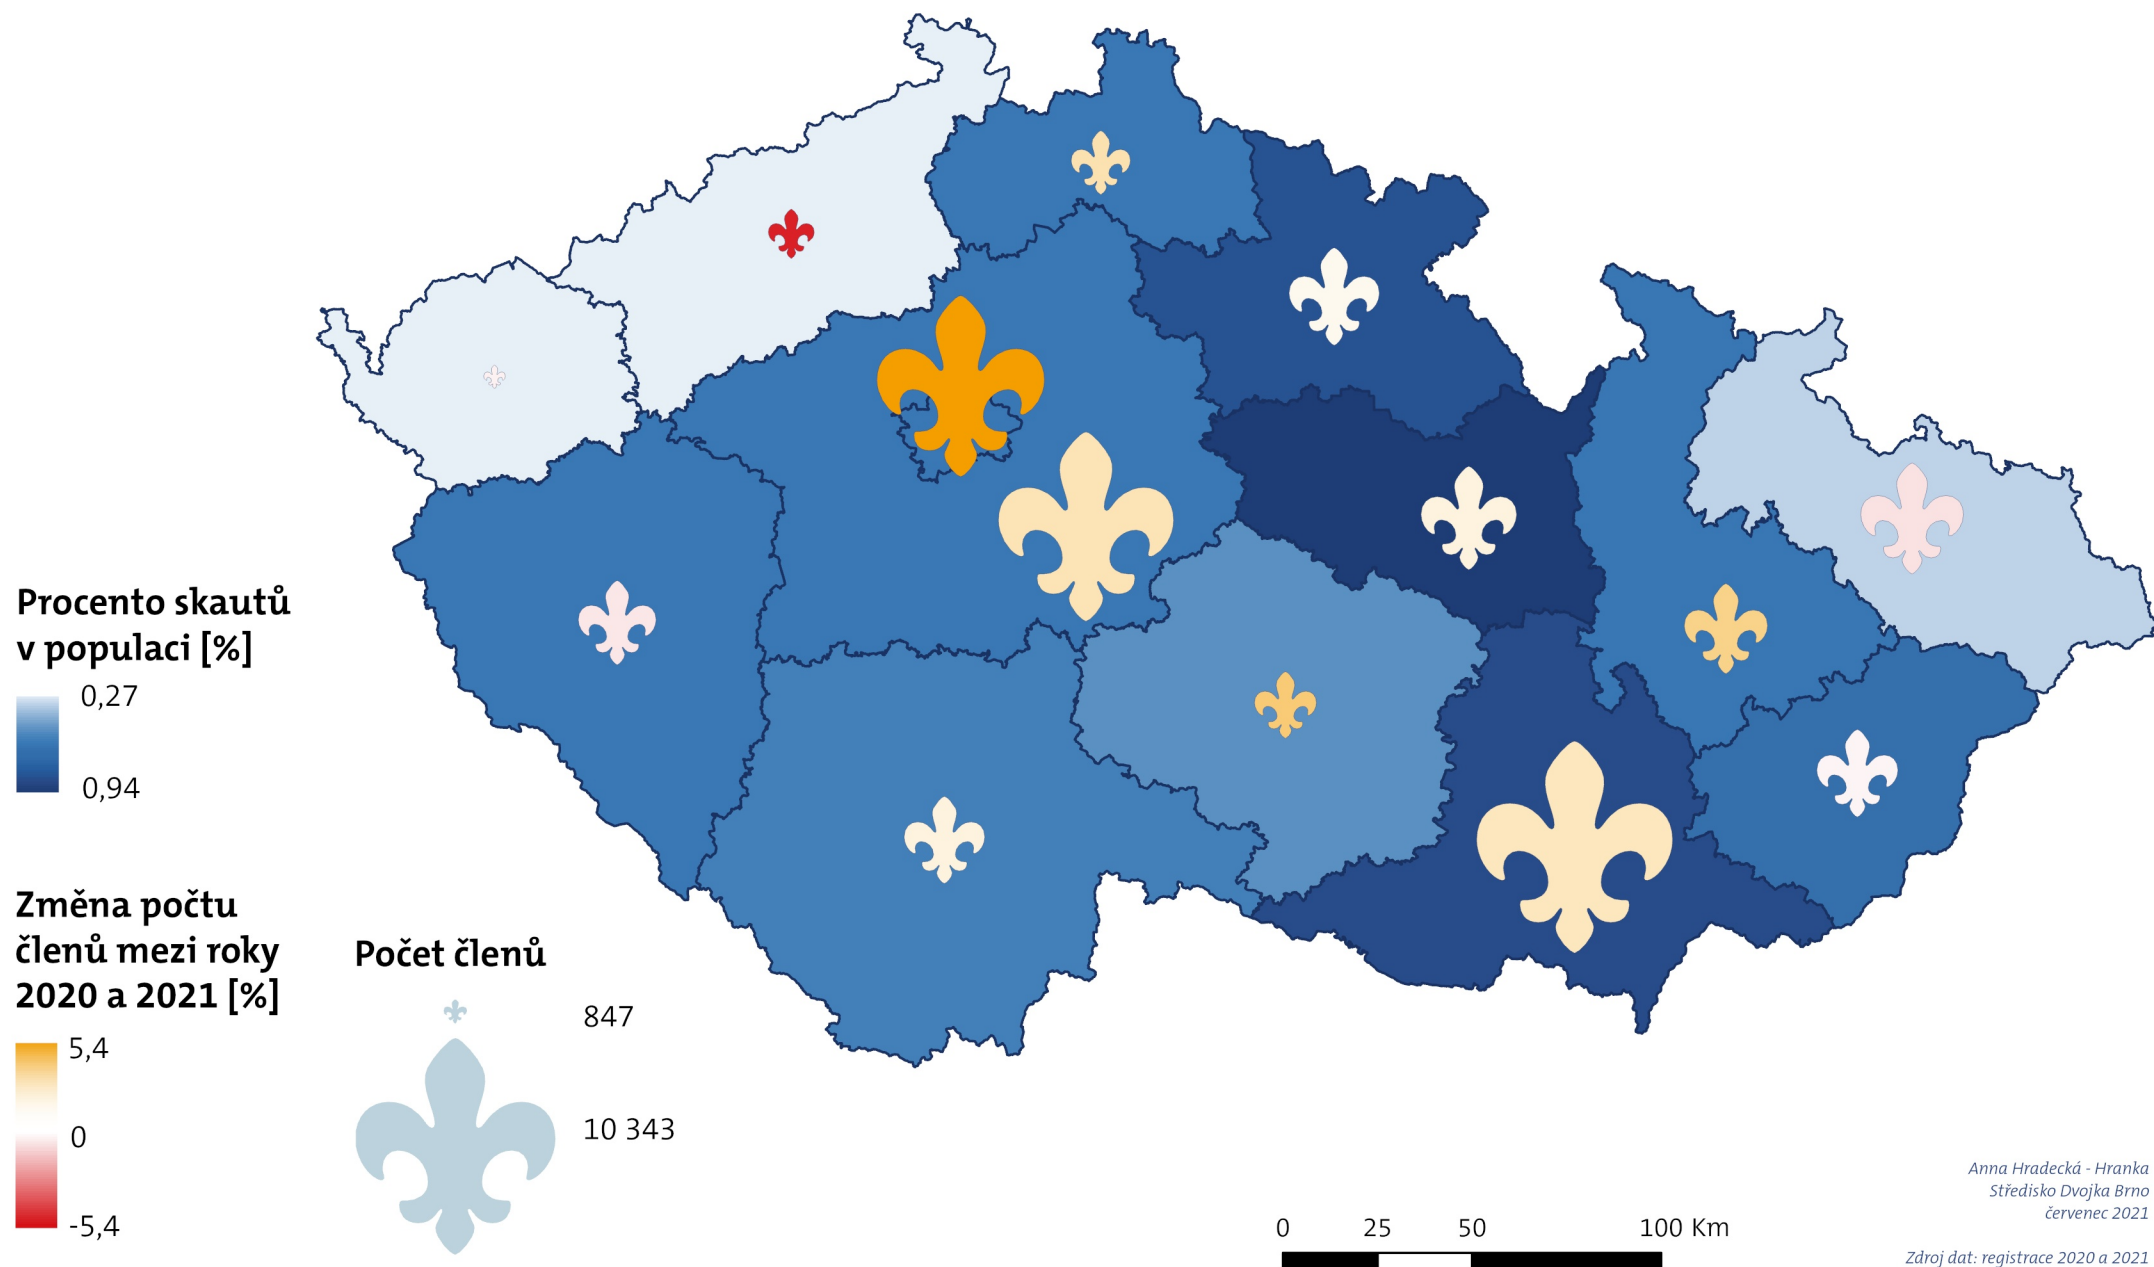 Procento skautů
v populaci [%]
0,27
0,94
Změna počtu
členů mezi roky
2020 a 2021 [%]
5,4
0
-5,4
Počet členů
847
10 343
0 25 50 100 Km
Anna Hradecká - Hranka
Středisko Dvojka Brno
červenec 2021
Zdroj dat: registrace 2020 a 2021